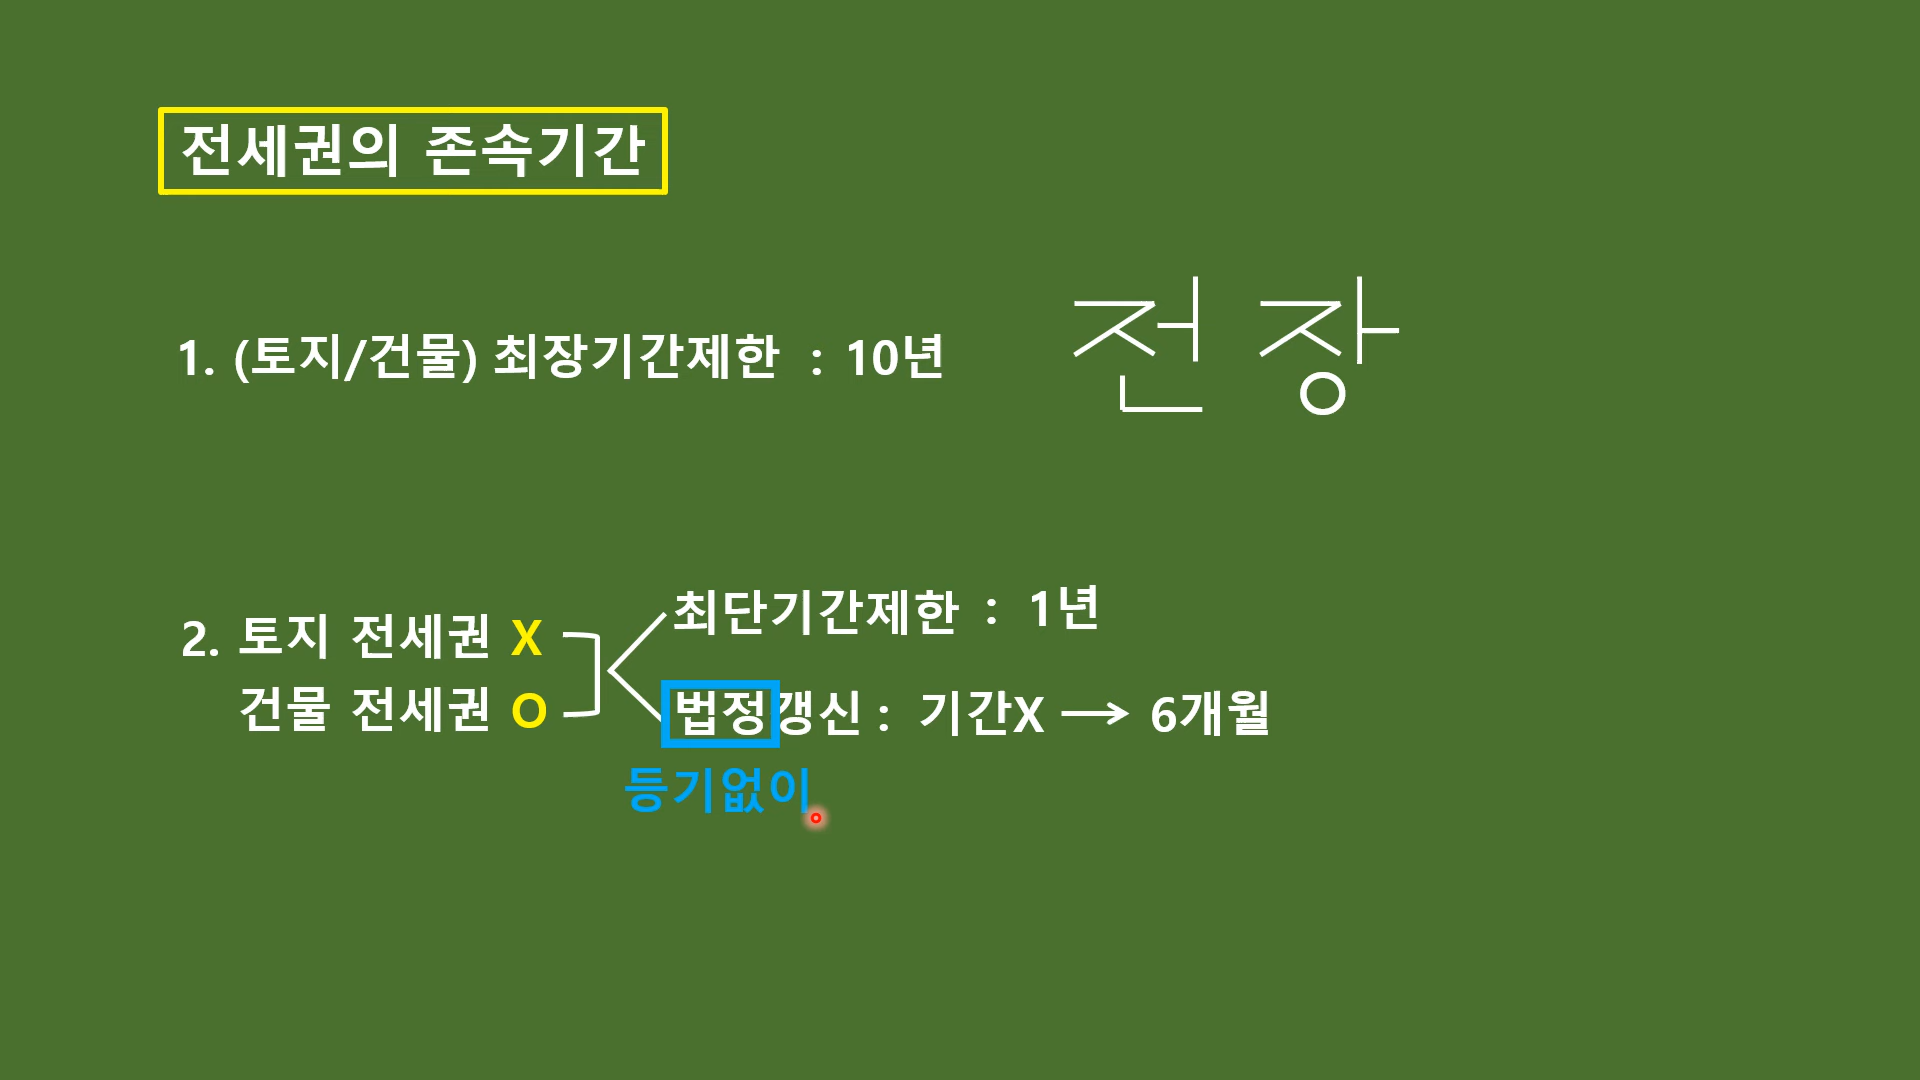 전세권의 존속기간
1. (토지/건물) 최장기간제한 : 10년
전 장
2. 토지 전세권 X
건물 전세권 O
최단기간제한 : 1년
법정갱신 : 기간X → 6개월
등기없이